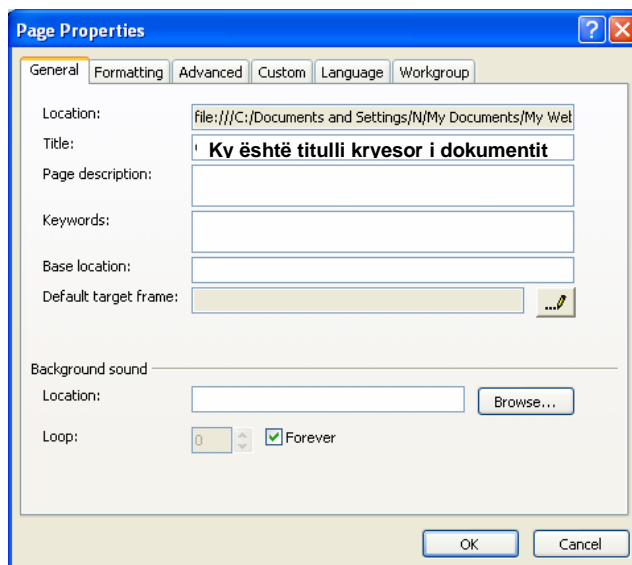 Page Properties
General Formatting Advanced Custom Language Workgroup
Location: file:///C:/Documents and Settings/N/My Documents/My Web
Title: Ky është titulli kryesor i dokumentit
Page description:
Keywords:
Base location:
Default target frame:
Background sound
Location: Browse...
Loop: 0 Forever
OK Cancel